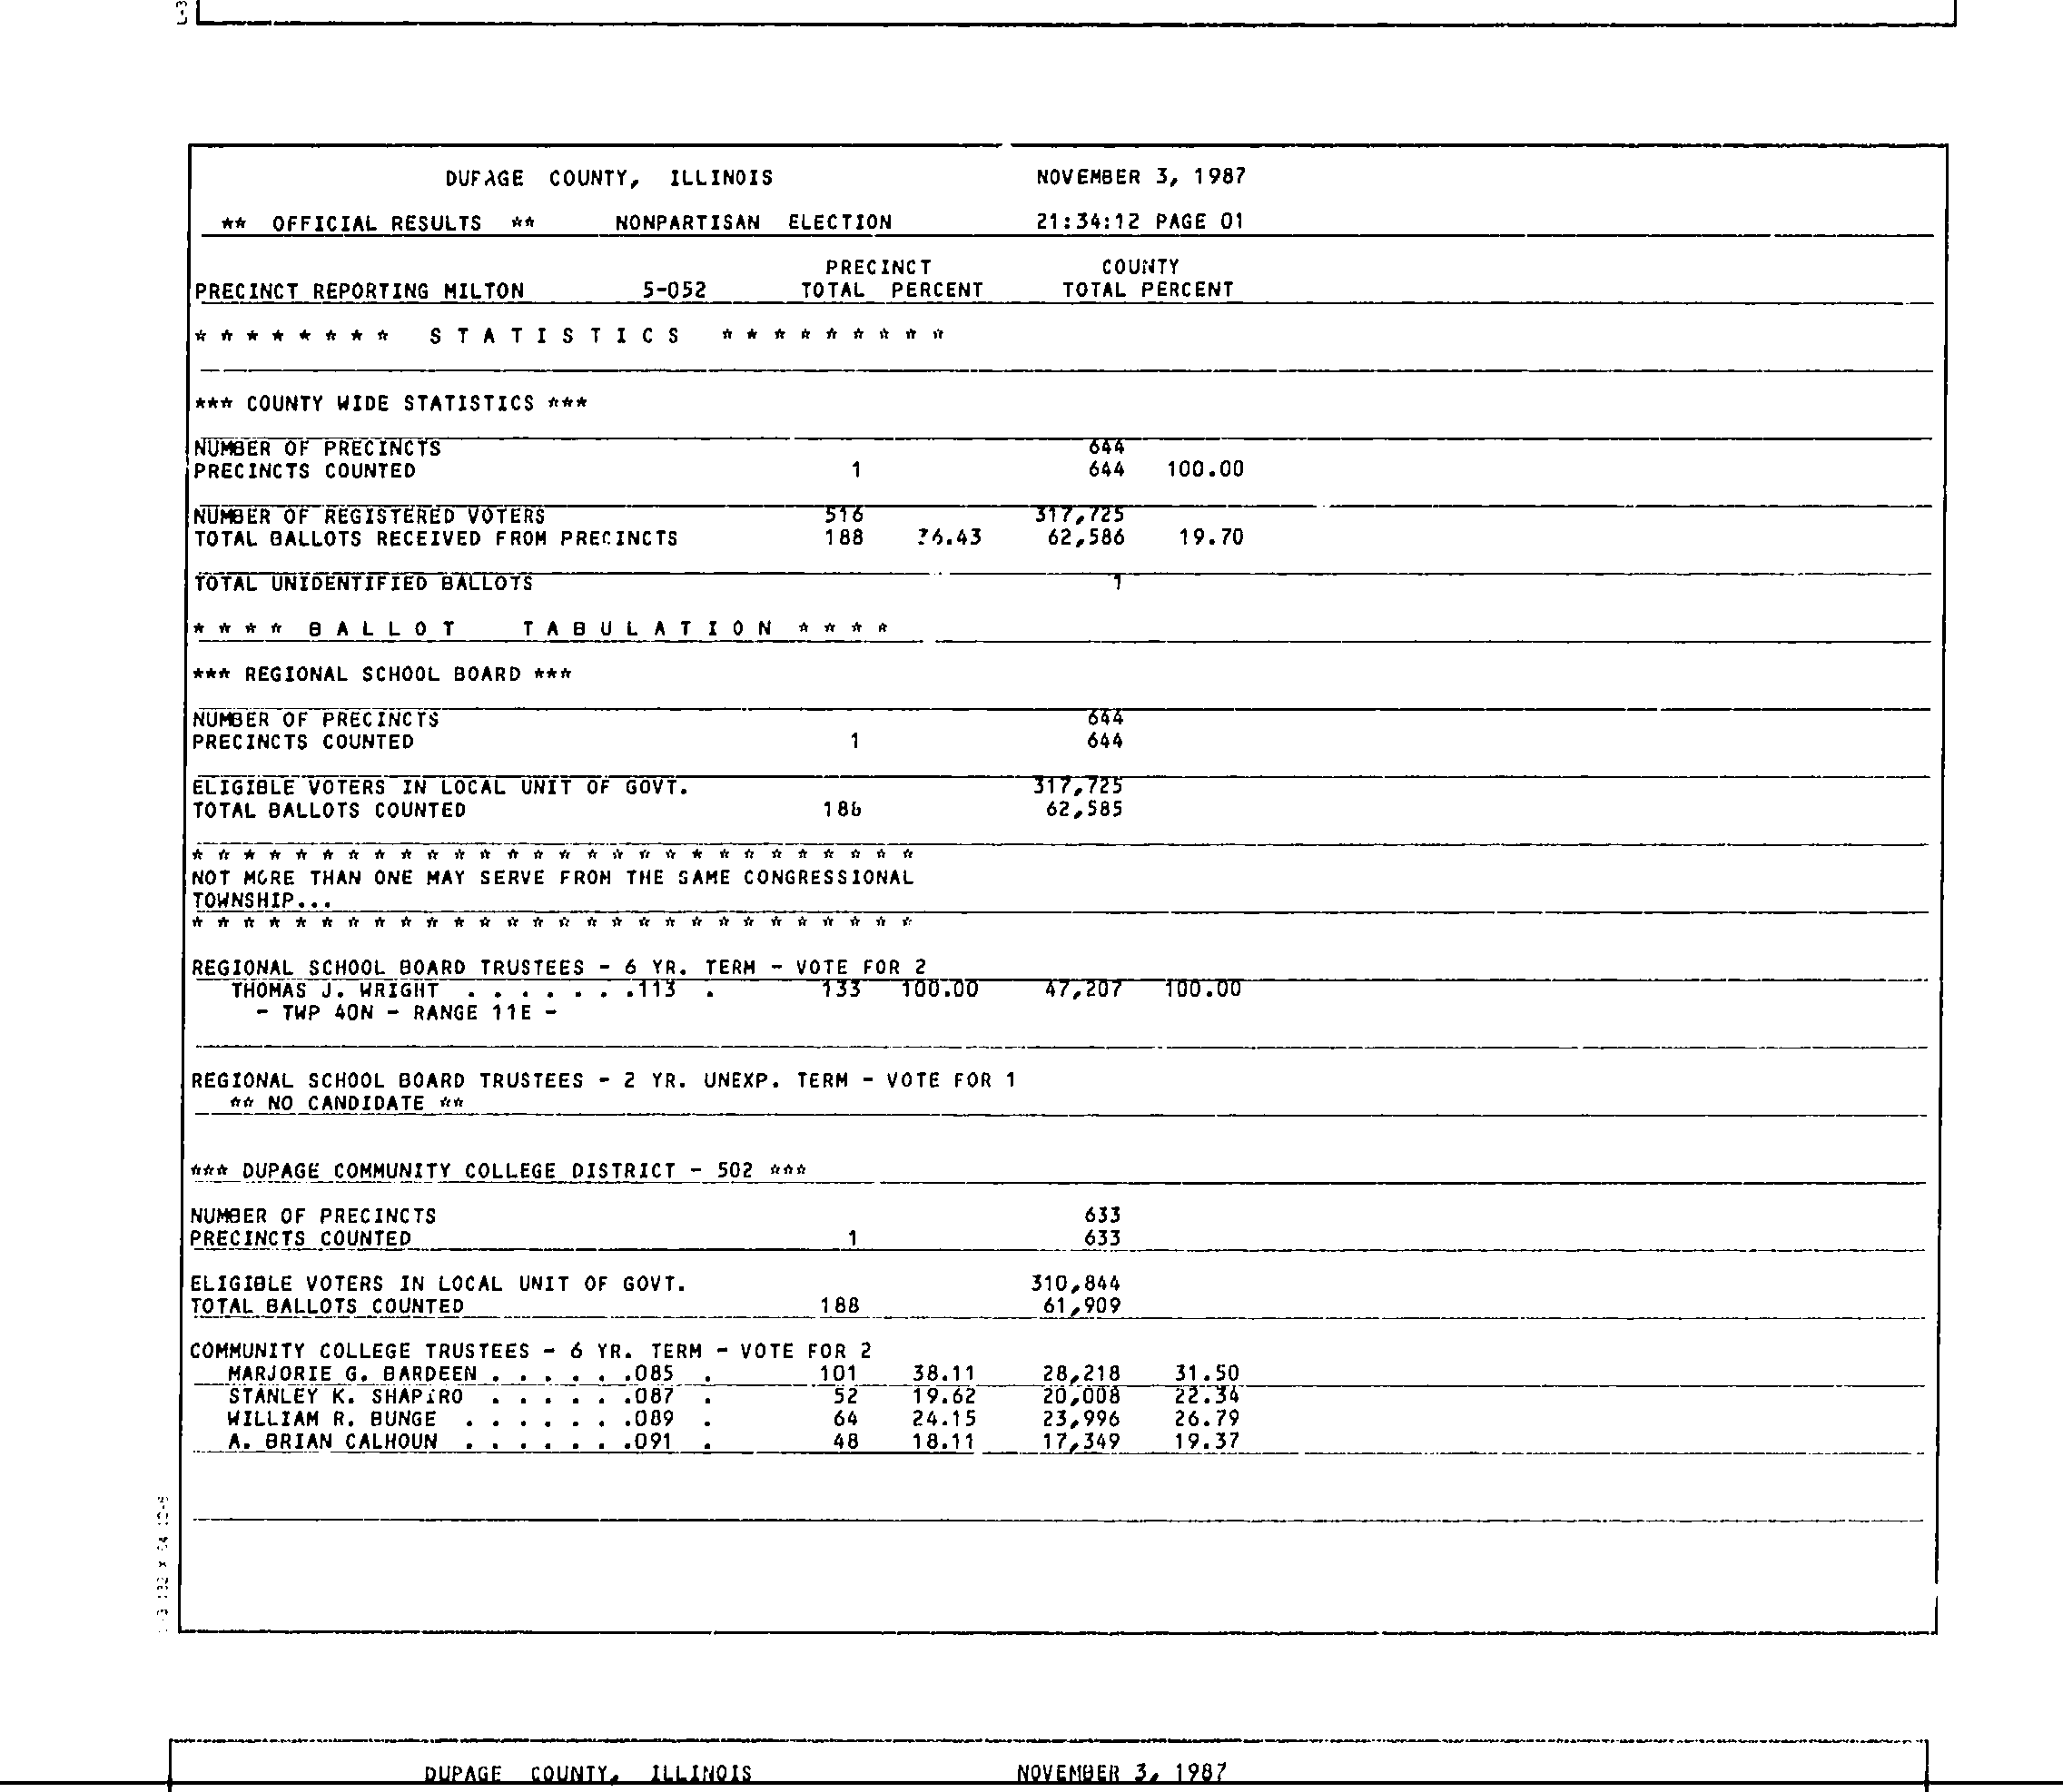 DUPAGE COUNTY, ILLINOIS NOVEMBER 3, 1987
** OFFICIAL RESULTS ** NONPARTISAN ELECTION 21:34:12 PAGE 01
PRECINCT COUNTY
PRECINCT REPORTING MILTON 5-052 TOTAL PERCENT TOTAL PERCENT
* * * * * * * * S T A T I S T I C S * * * * * * * * *
*** COUNTY WIDE STATISTICS ***
NUMBER OF PRECINCTS 644
PRECINCTS COUNTED 1 644 100.00
NUMBER OF REGISTERED VOTERS 516 317,725
TOTAL BALLOTS RECEIVED FROM PRECINCTS 188 36.43 62,586 19.70
TOTAL UNIDENTIFIED BALLOTS 1
* * * * B A L L O T T A B U L A T I O N * * * *
*** REGIONAL SCHOOL BOARD ***
NUMBER OF PRECINCTS 644
PRECINCTS COUNTED 1 644
ELIGIBLE VOTERS IN LOCAL UNIT OF GOVT. 317,725
TOTAL BALLOTS COUNTED 188 62,585
* * * * * * * * * * * * * * * * * * * * * * * * * * * *
NOT MORE THAN ONE MAY SERVE FROM THE SAME CONGRESSIONAL
TOWNSHIP...
* * * * * * * * * * * * * * * * * * * * * * * * * * * *
REGIONAL SCHOOL BOARD TRUSTEES - 6 YR. TERM - VOTE FOR 2
THOMAS J. WRIGHT . . . . . . .113 . 133 100.00 47,207 100.00
- TWP 40N - RANGE 11E -
REGIONAL SCHOOL BOARD TRUSTEES - 2 YR. UNEXP. TERM - VOTE FOR 1
** NO CANDIDATE **
*** DUPAGE COMMUNITY COLLEGE DISTRICT - 502 ***
NUMBER OF PRECINCTS 633
PRECINCTS COUNTED 1 633
ELIGIBLE VOTERS IN LOCAL UNIT OF GOVT. 310,844
TOTAL BALLOTS COUNTED 188 61,909
COMMUNITY COLLEGE TRUSTEES - 6 YR. TERM - VOTE FOR 2
MARJORIE G. BARDEEN . . . . . .085 . 101 38.11 28,218 31.50
STANLEY K. SHAPIRO . . . . . .087 . 52 19.62 20,008 22.34
WILLIAM R. BUNGE . . . . . . .089 . 64 24.15 23,996 26.79
A. BRIAN CALHOUN . . . . . . .091 . 48 18.11 17,349 19.37
DUPAGE COUNTY, ILLINOIS NOVEMBER 3, 1987